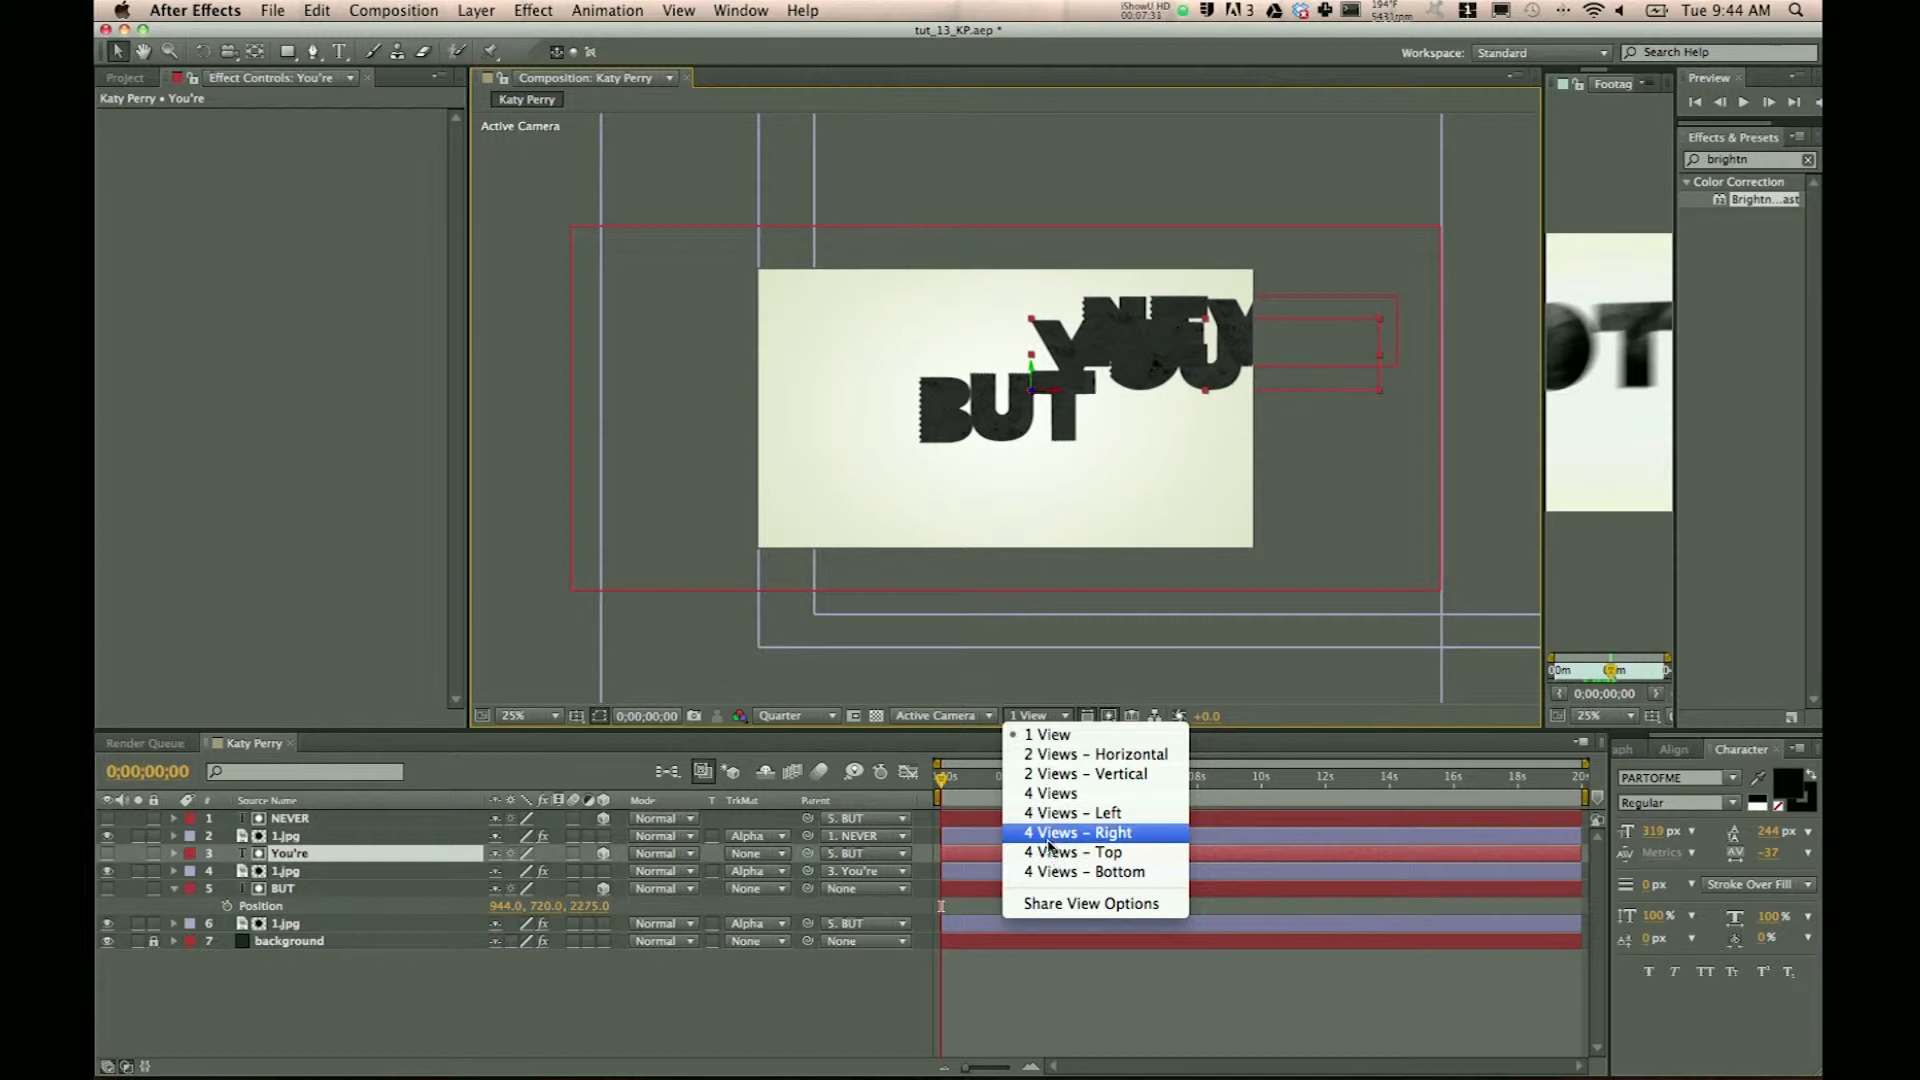 After Effects File Edit Composition Layer Effect Animation View Window Help
iShowU HD 00:07:31 3 194°F 5431rpm Tue 9:44 AM
tut_13_KP.aep *
Workspace: Standard Search Help
Project Effect Controls: You're Composition: Katy Perry Footag Preview
Katy Perry • You're Katy Perry
Active Camera
Effects & Presets
brightn
Color Correction
Brightn...ast
NEV
YOU
BUT
OT
0;00;00;00
25% 0;00;00;00 Quarter Active Camera 1 View +0.0 25%
1 View
2 Views – Horizontal
2 Views – Vertical
4 Views
4 Views – Left
4 Views – Right
4 Views – Top
4 Views – Bottom
Share View Options
Render Queue Katy Perry
0;00;00;00
08s 10s 12s 14s 16s 18s 20s
# Source Name Mode T TrkMat Parent
1 T NEVER Normal 5. BUT
2 1.jpg fx Normal Alpha 1. NEVER
3 T You're Normal None 5. BUT
4 1.jpg fx Normal Alpha 3. You're
5 T BUT Normal None None
Position 944.0, 720.0, 2275.0
6 1.jpg fx Normal Alpha 5. BUT
7 background fx Normal None None
aph Align Character
PARTOFME
Regular
319 px 244 px
Metrics -37
0 px Stroke Over Fill
100% 100%
0 px 0%
T T TT Tt T¹ T₁